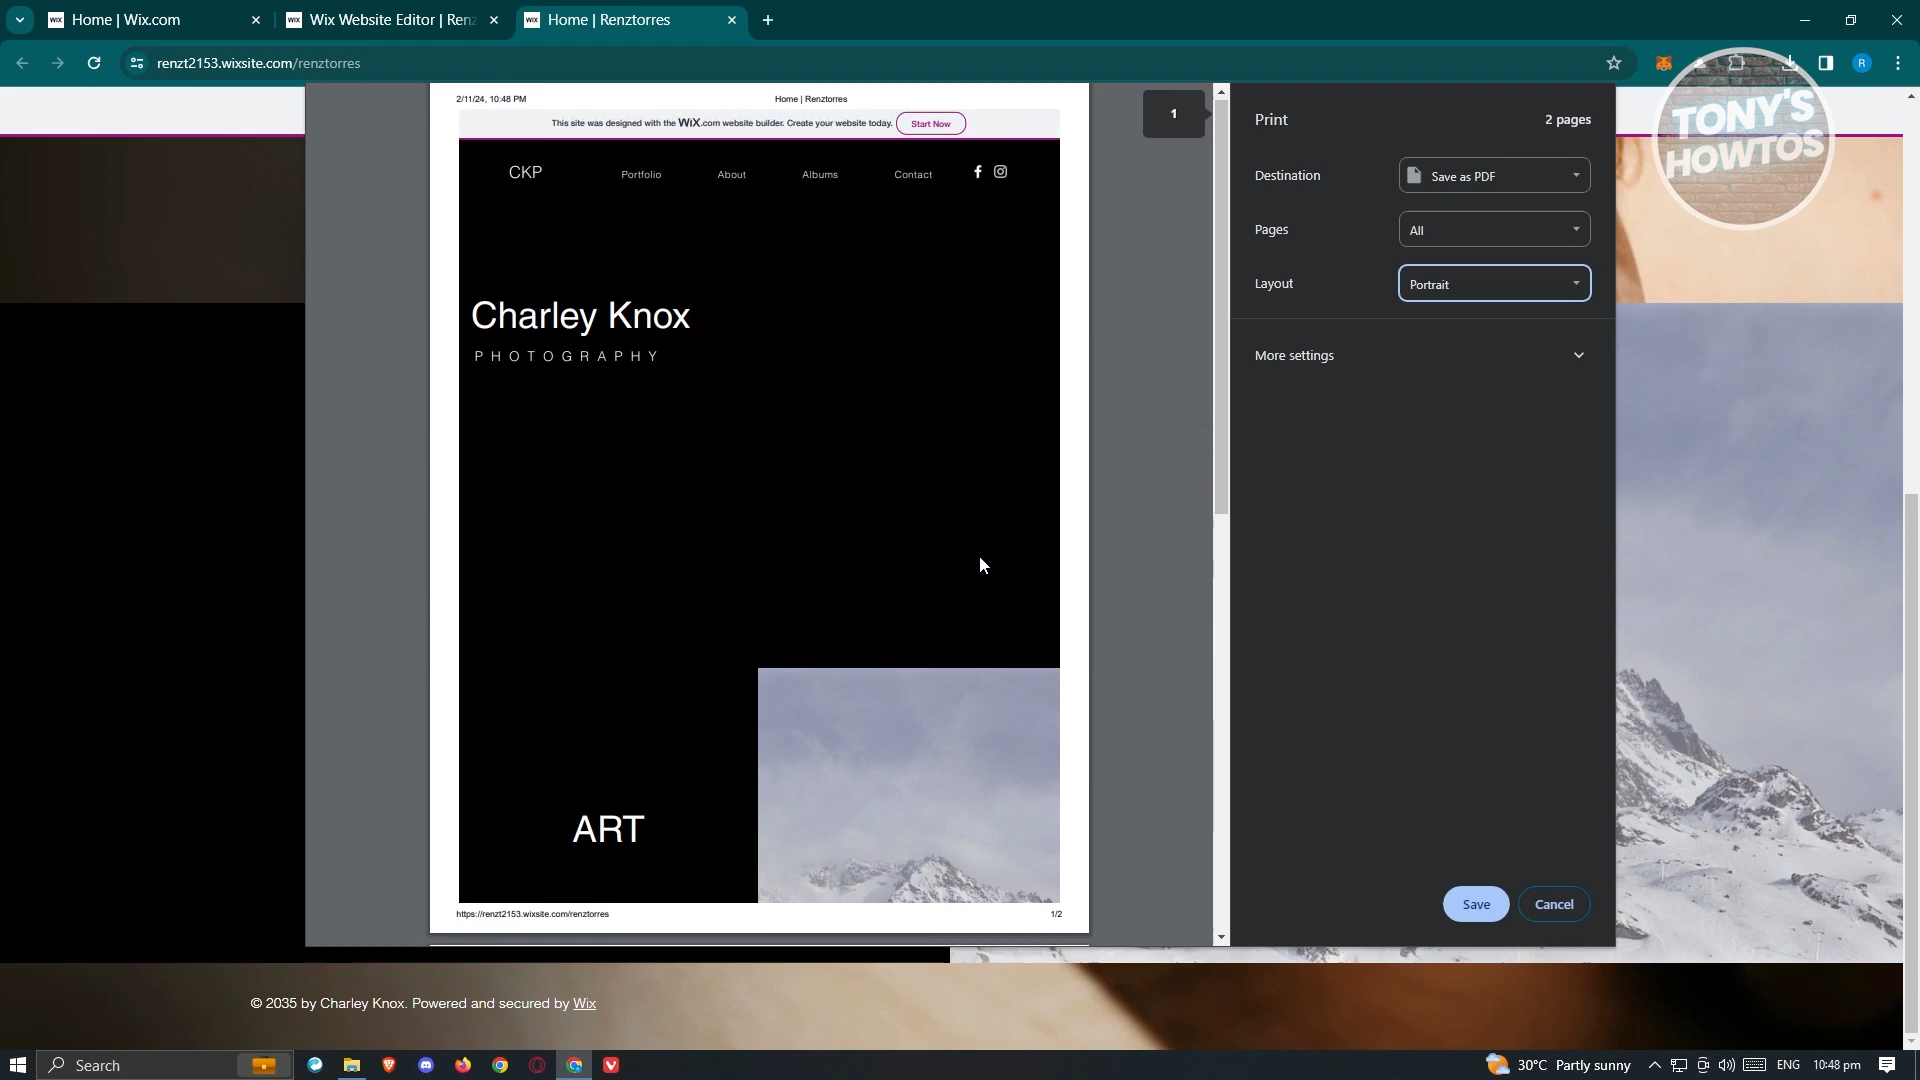 Home | Wix.com
Wix Website Editor | Renz
Home | Renztorres
renzt2153.wixsite.com/renztorres
R
TONY'S
HOWTOS
2/11/24, 10:48 PM
Home | Renztorres
This site was designed with the WiX.com website builder. Create your website today.
Start Now
CKP
Portfolio
About
Albums
Contact
Charley Knox
PHOTOGRAPHY
ART
https://renzt2153.wixsite.com/renztorres
1/2
1
Print
2 pages
Destination
Save as PDF
Pages
All
Layout
Portrait
More settings
Save
Cancel
© 2035 by Charley Knox. Powered and secured by Wix
Search
30°C Partly sunny
ENG
10:48 pm